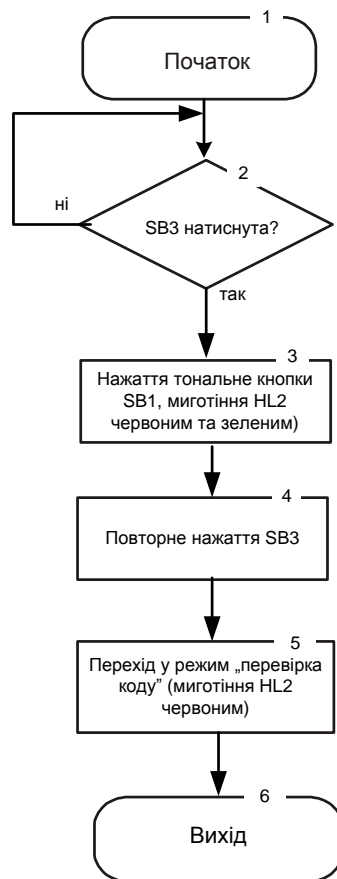 1
Початок
2
ні
SB3 натиснута?
так
3
Нажаття тональне кнопки
SB1, миготіння HL2
червоним та зеленим)
4
Повторне нажаття SB3
5
Перехід у режим „перевірка
коду” (миготіння HL2
червоним)
6
Вихід